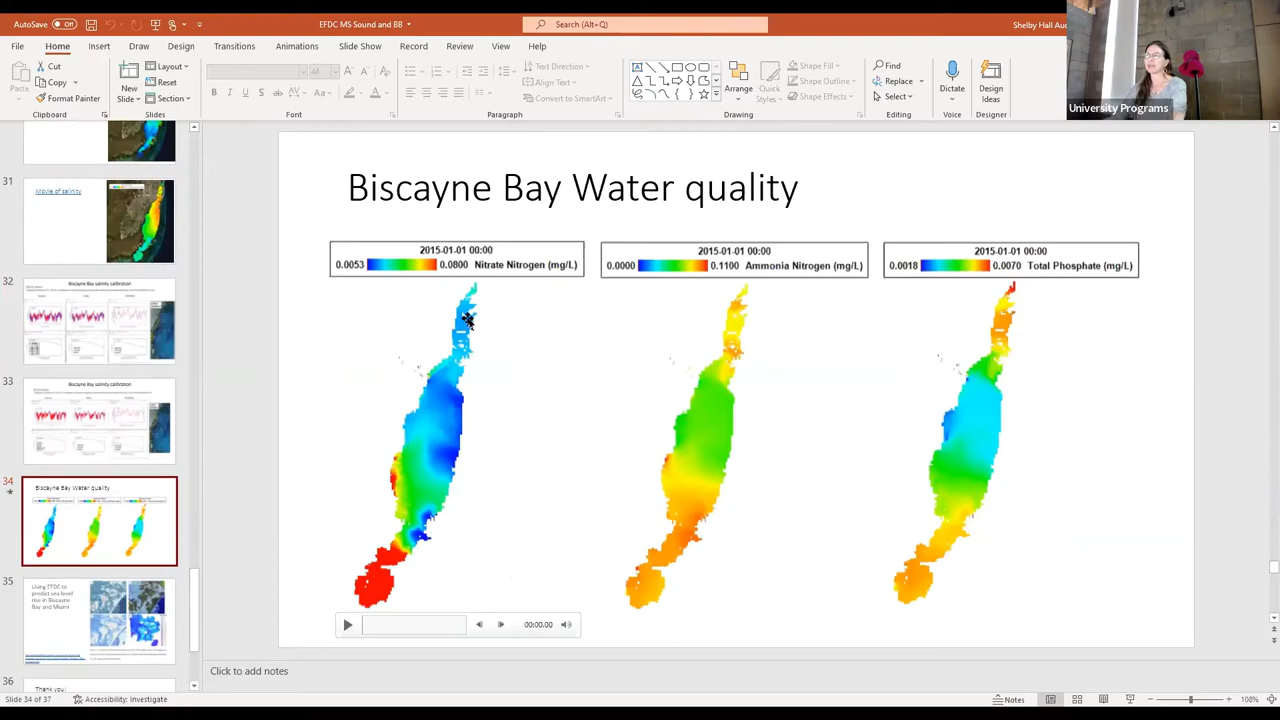 AutoSave Off
EFDC MS Sound and BB
Search (Alt+Q)
Shelby Hall Au
University Programs
File Home Insert Draw Design Transitions Animations Slide Show Record Review View Help
Paste
Cut
Copy
Format Painter
Clipboard
New
Slide
Layout
Reset
Section
Slides
44
Font
Text Direction
Align Text
Convert to SmartArt
Paragraph
Arrange
Quick
Styles
Shape Fill
Shape Outline
Shape Effects
Drawing
Find
Replace
Select
Editing
Dictate
Voice
Design
Ideas
Designer
31
Movie of salinity
32
Biscayne Bay salinity calibration
33
Biscayne Bay salinity calibration
34
Biscayne Bay Water quality
35
Using EFDC to
predict sea level
rise in Biscayne
Bay and Miami
36
Thank you
Biscayne Bay Water quality
2015-01-01 00:00
0.0053 0.0800 Nitrate Nitrogen (mg/L)
2015-01-01 00:00
0.0000 0.1100 Ammonia Nitrogen (mg/L)
2015-01-01 00:00
0.0018 0.0070 Total Phosphate (mg/L)
00:00.00
Click to add notes
Slide 34 of 37
Accessibility: Investigate
Notes
108%